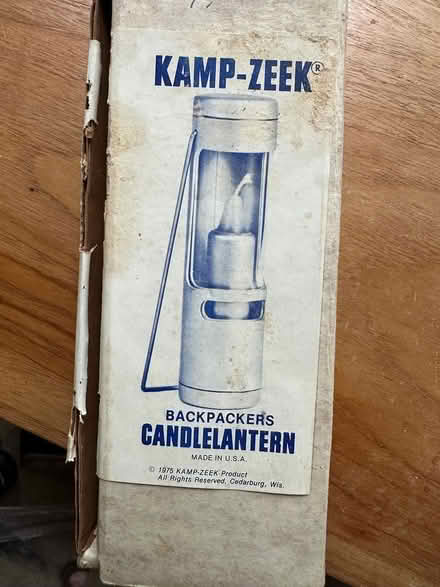 KAMP-ZEEK®
BACKPACKERS
CANDLELANTERN
MADE IN U.S.A.
© 1975 KAMP-ZEEK Product
All Rights Reserved, Cedarburg, Wis.